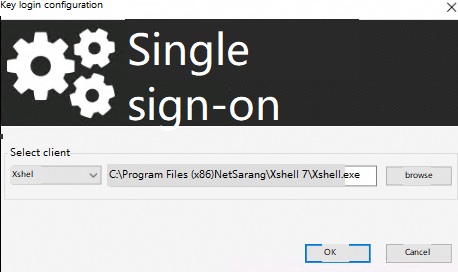 Key login configuration
Single
sign-on
Select client
Xshel
C:\Program Files (x86)NetSarang\Xshell 7\Xshell.exe
browse
OK
Cancel